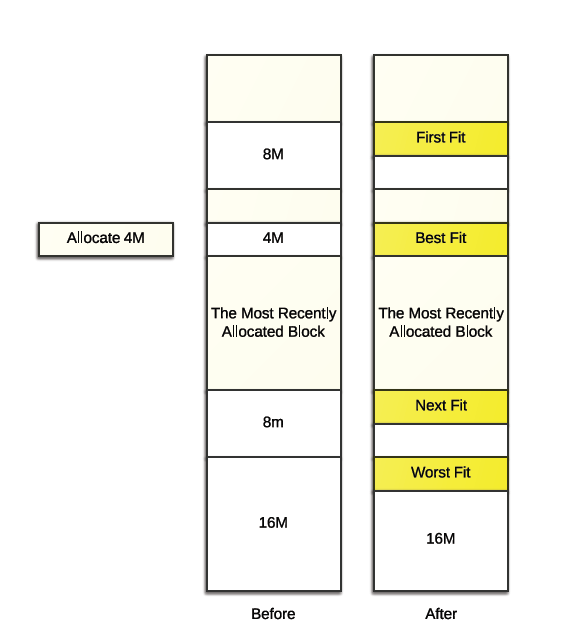 8M
First Fit
Allocate 4M
4M
Best Fit
The Most Recently
Allocated Block
The Most Recently
Allocated Block
8m
Next Fit
Worst Fit
16M
16M
Before
After